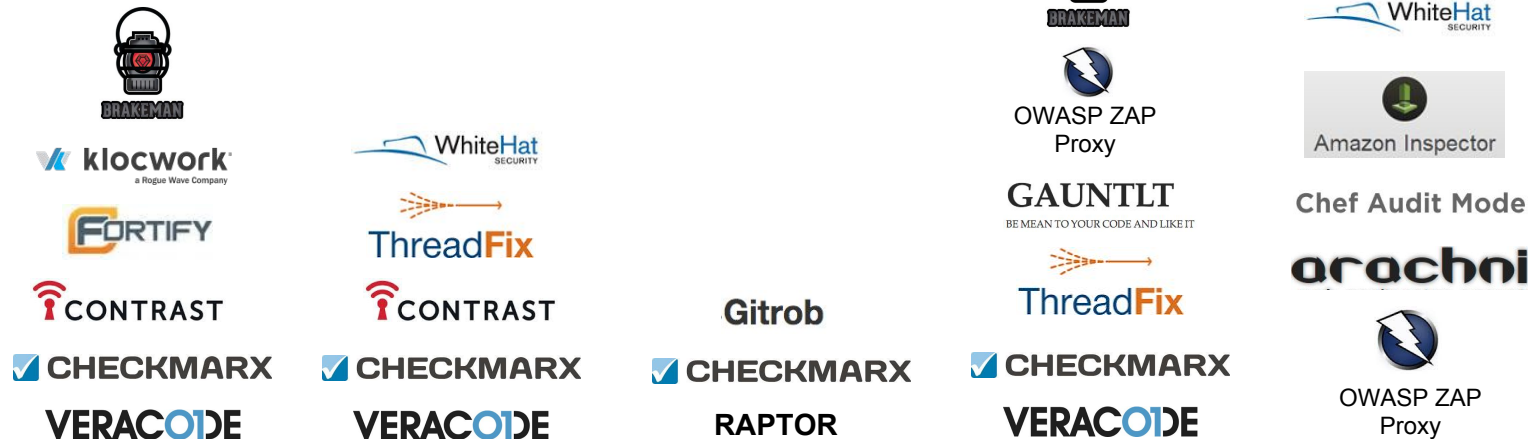 BRAKEMAN
klocwork
a Rogue Wave Company
FORTIFY
CONTRAST
CHECKMARX
VERACODE
WhiteHat
SECURITY
ThreadFix
CONTRAST
CHECKMARX
VERACODE
Gitrob
CHECKMARX
RAPTOR
BRAKEMAN
OWASP ZAP
Proxy
GAUNTLT
BE MEAN TO YOUR CODE AND LIKE IT
ThreadFix
CHECKMARX
VERACODE
WhiteHat
SECURITY
Amazon Inspector
Chef Audit Mode
arachni
OWASP ZAP
Proxy